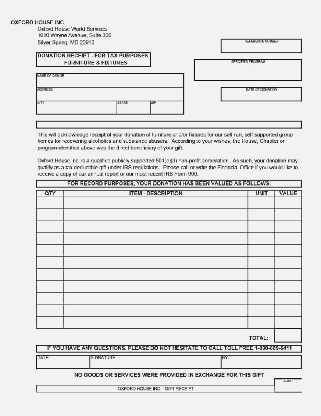 OXFORD HOUSE INC
Oxford House World Services
1010 Wayne Avenue, Suite 300
Silver Spring, MD 20910
REFERENCE NUMBER
DONATION RECEIPT - FOR TAX PURPOSES
FURNITURE & FIXTURES
NAME OF DONOR
ADDRESS
DATE OF DONATION
CITY STATE ZIP
This will acknowledge receipt of your donation of furniture and/or fixtures for our self run, self supported group
homes for recovering alcoholics and substance abusers. According to your wishes, the House, Chapter or
program identified above was the direct beneficiary of your gift.
Oxford House Inc. is a qualified publicly supported 501(c)(3) non-profit corporation. As such, your donation may
qualify as a tax deductible gift under IRS regulations. Please call or write the Financial Office if you would like to
receive a copy of our annual report or our most recent IRS Form 990.
FOR RECORD PURPOSES, YOUR DONATION HAS BEEN VALUED AS FOLLOWS:
QTY ITEM - DESCRIPTION UNIT VALUE
TOTAL:
IF YOU HAVE ANY QUESTIONS, PLEASE DO NOT HESITATE TO CALL TOLL FREE
DATE SIGNATURE BY
NO GOODS OR SERVICES WERE PROVIDED IN EXCHANGE FOR THIS GIFT
OXFORD HOUSE INC. GIFT RECEIPT